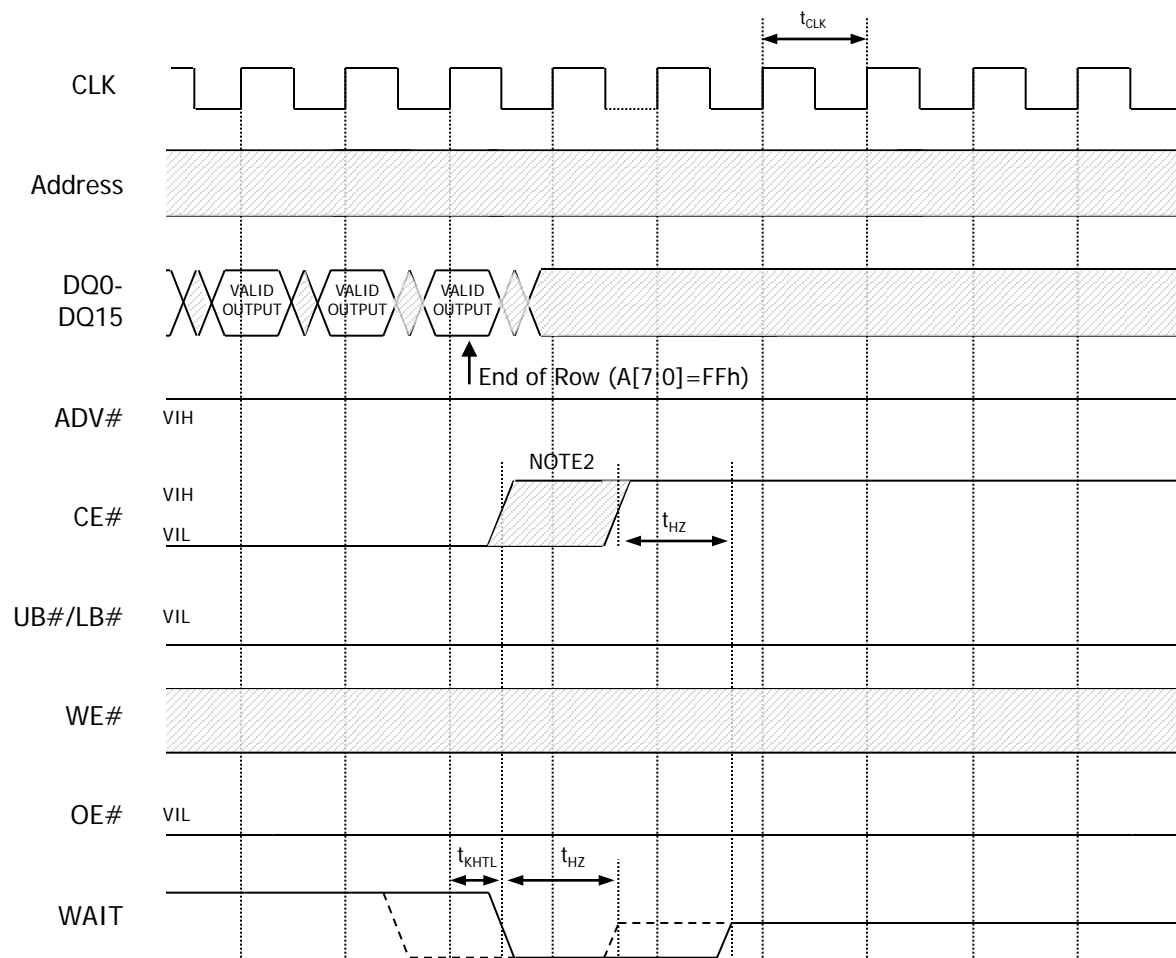 tCLK
CLK
Address
DQ0-
DQ15
VALID
OUTPUT
VALID
OUTPUT
VALID
OUTPUT
End of Row (A[7:0]=FFh)
ADV#
VIH
NOTE2
CE#
VIH
VIL
tHZ
UB#/LB#
VIL
WE#
OE#
VIL
tKHTL
tHZ
WAIT